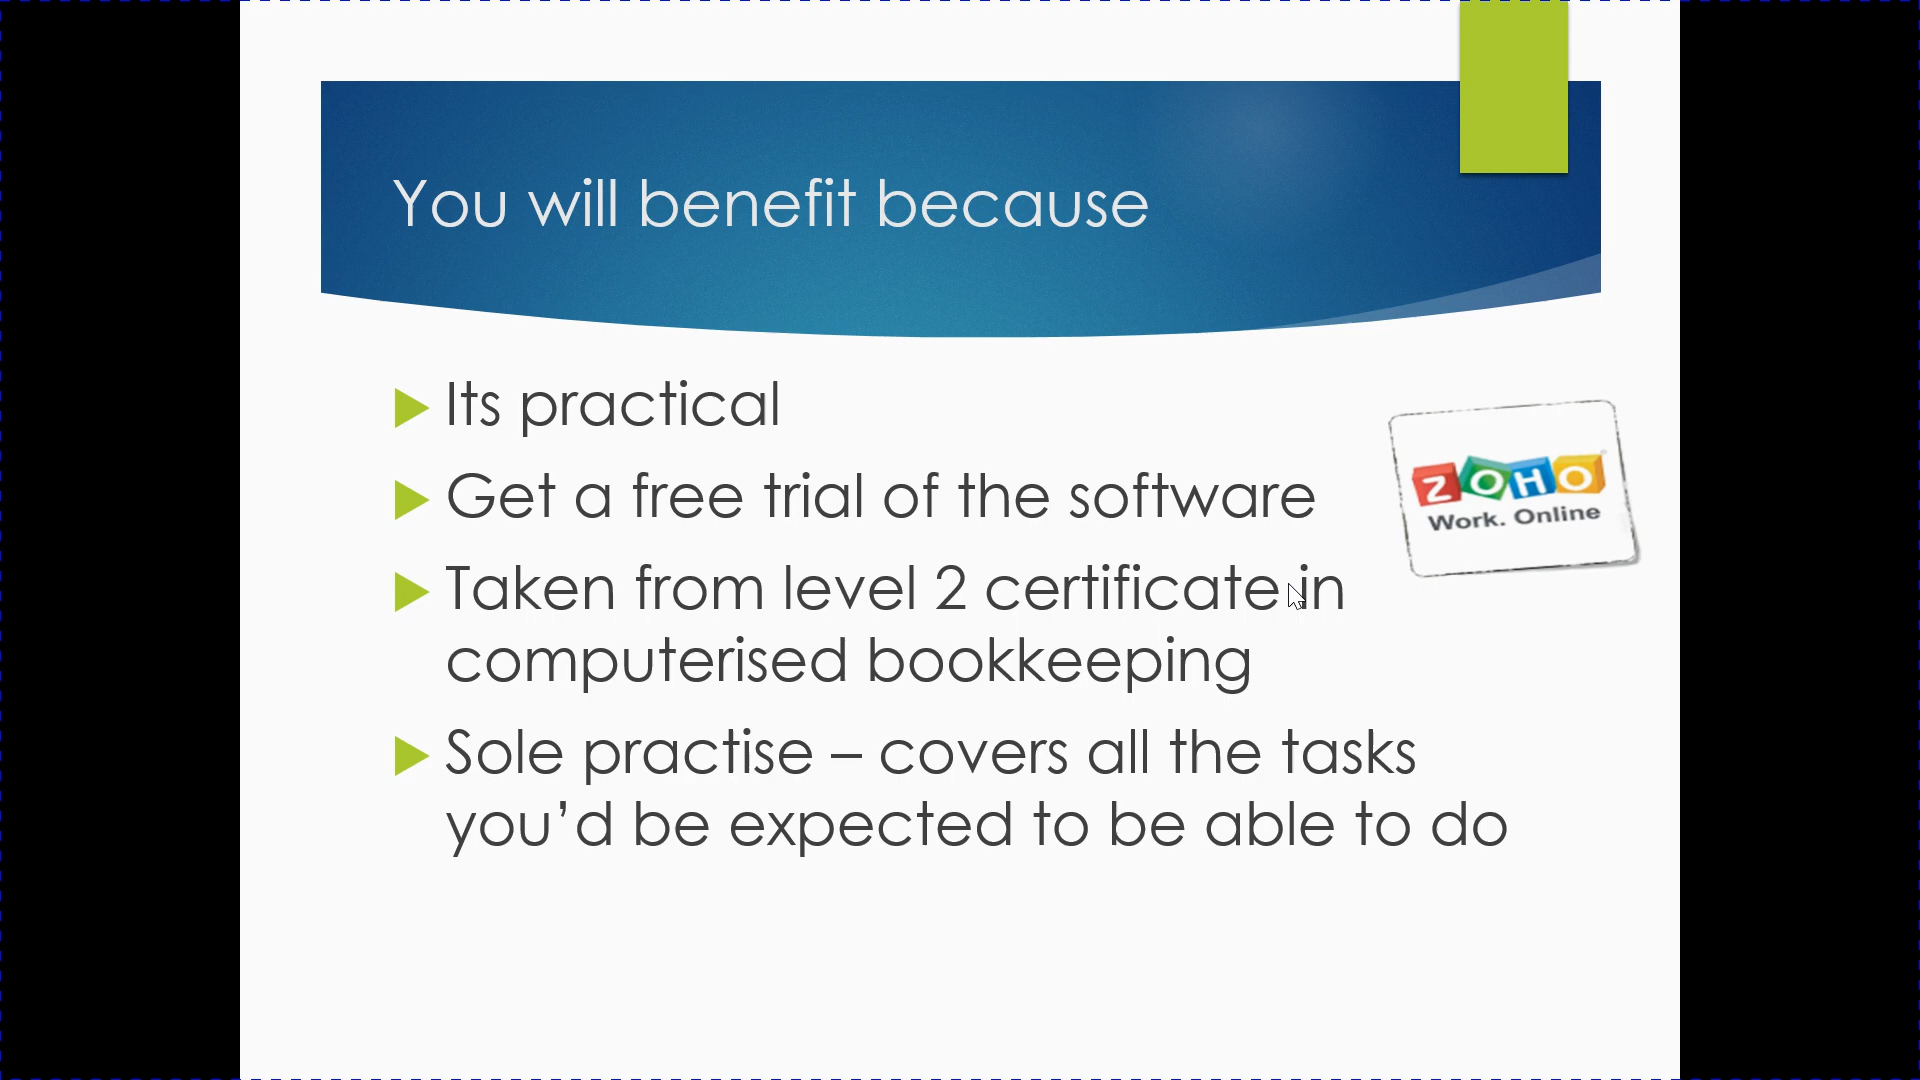 You will benefit because
Its practical
Get a free trial of the software
Taken from level 2 certificate in
computerised bookkeeping
Sole practise – covers all the tasks
you’d be expected to be able to do
ZOHO
Work. Online